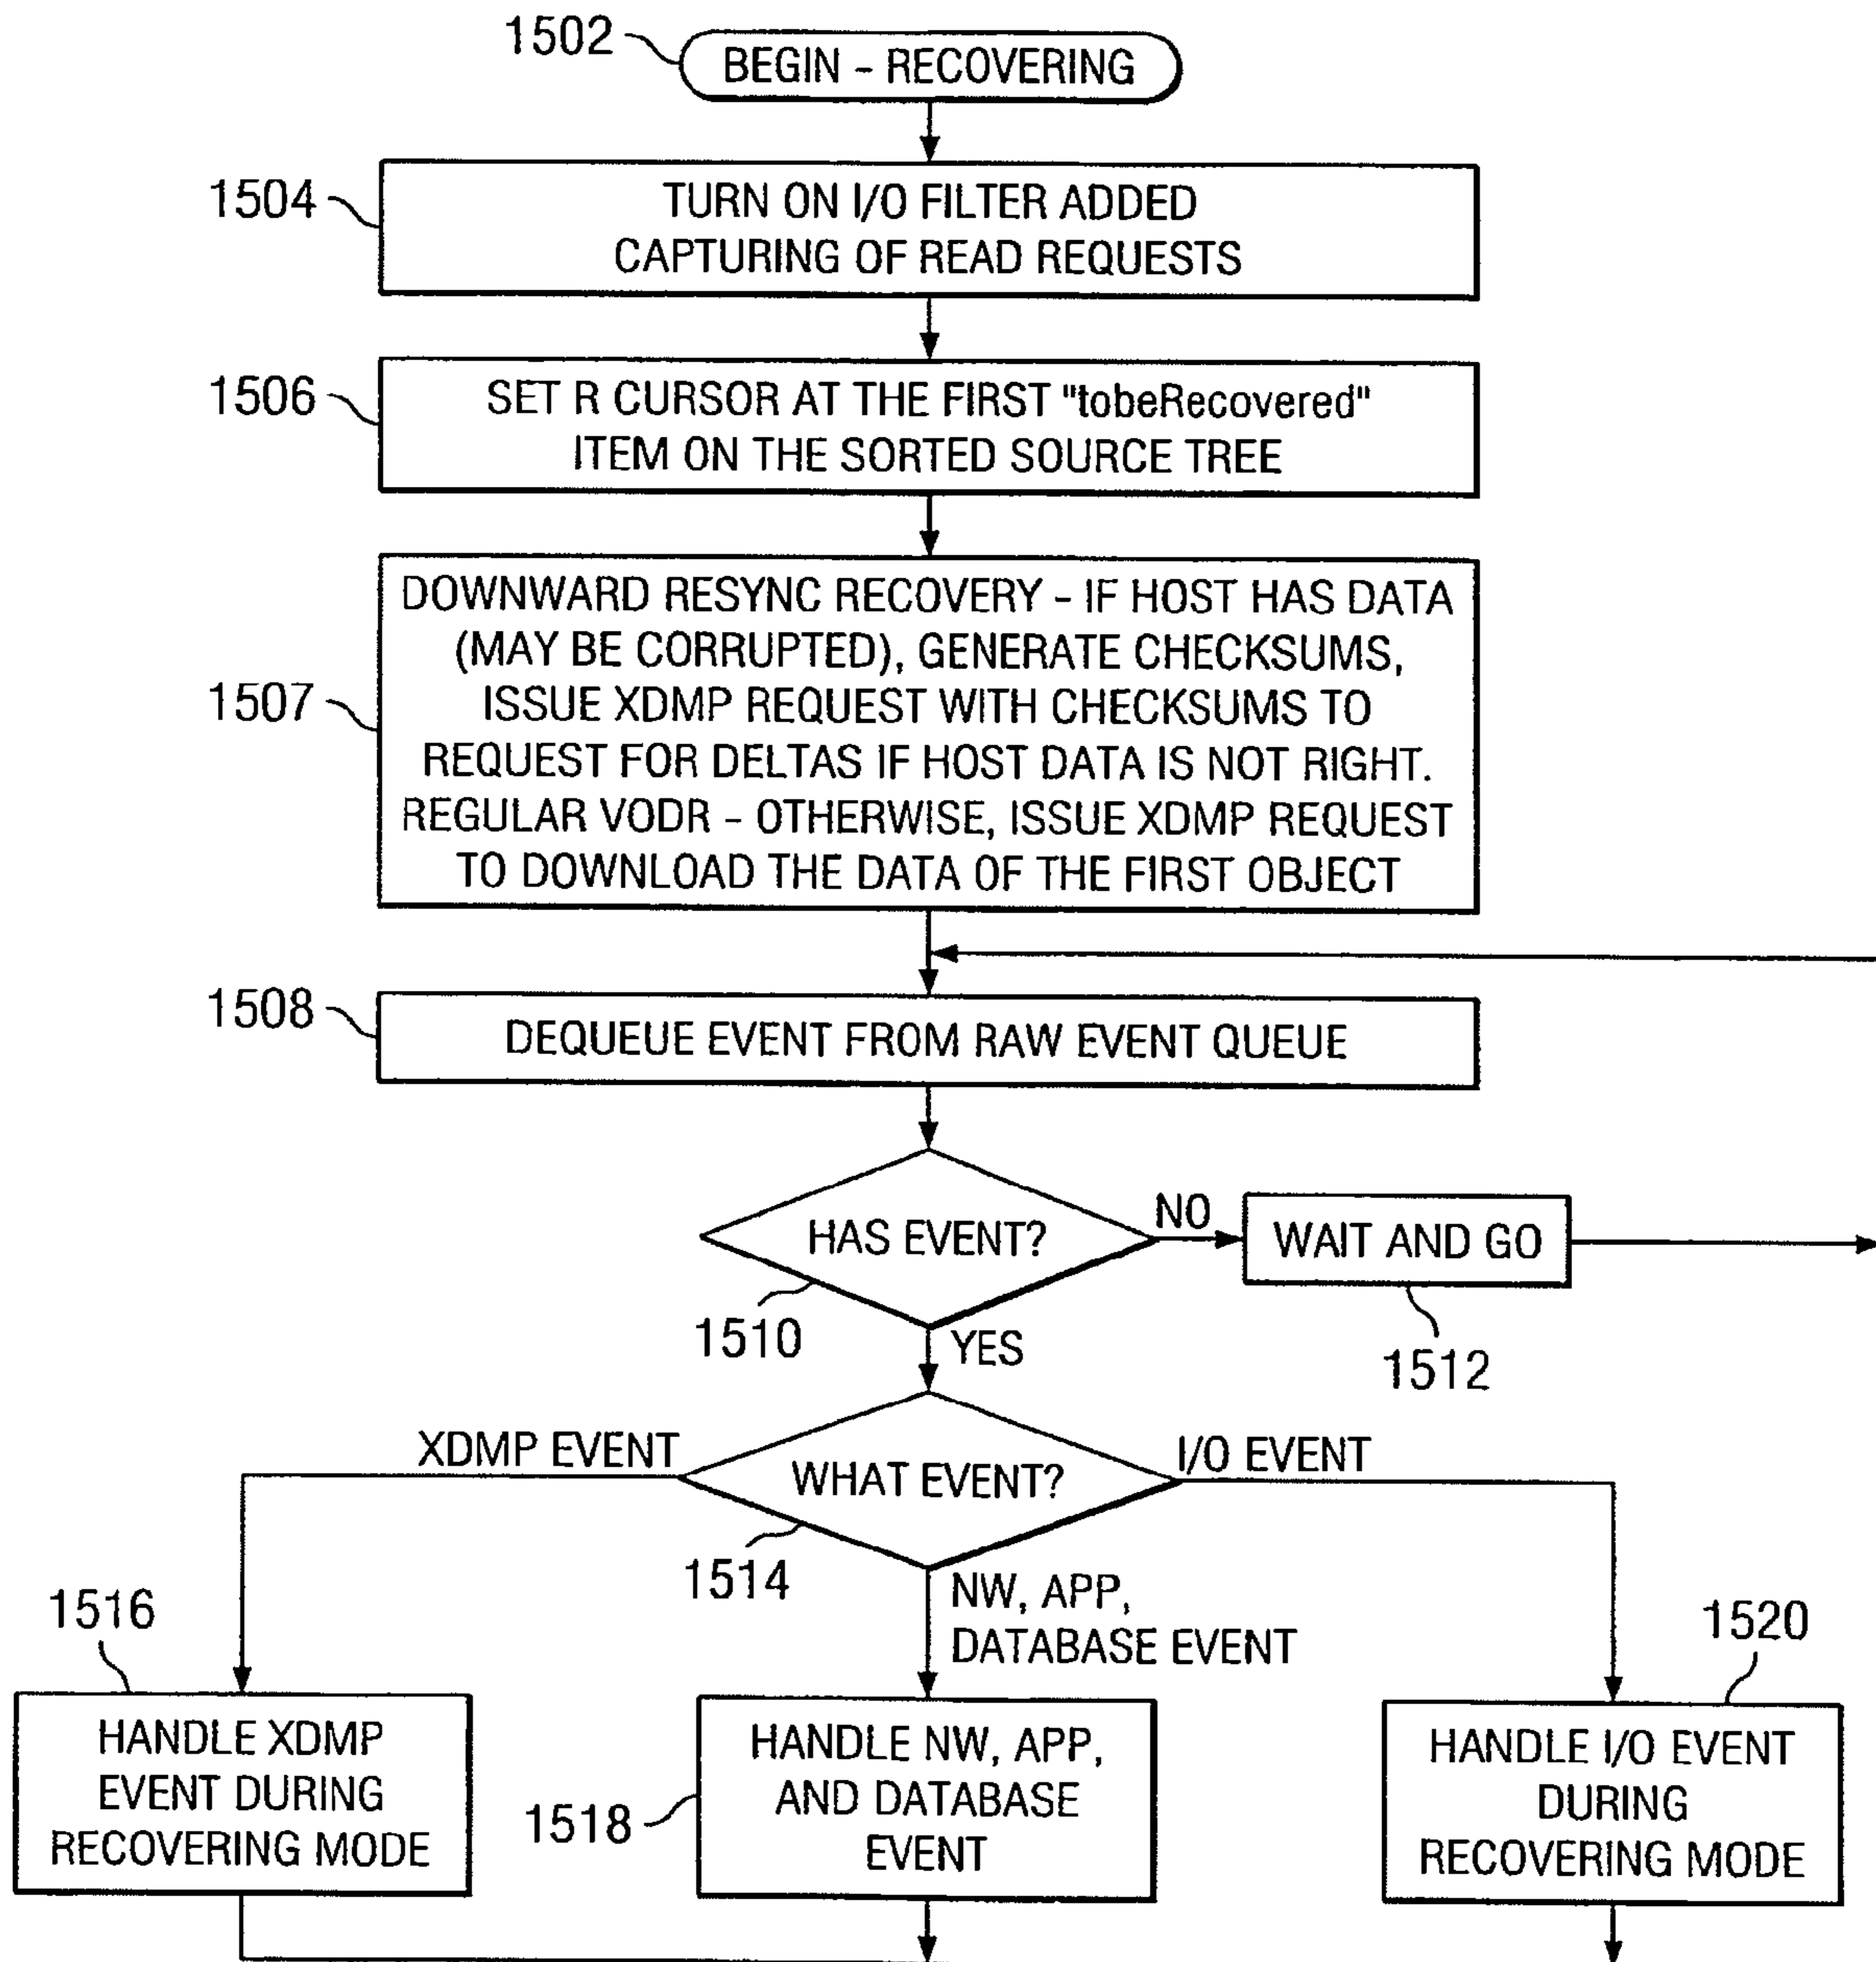 1502
BEGIN - RECOVERING
1504
TURN ON I/O FILTER ADDED
CAPTURING OF READ REQUESTS
1506
SET R CURSOR AT THE FIRST "tobeRecovered"
ITEM ON THE SORTED SOURCE TREE
1507
DOWNWARD RESYNC RECOVERY - IF HOST HAS DATA
(MAY BE CORRUPTED), GENERATE CHECKSUMS,
ISSUE XDMP REQUEST WITH CHECKSUMS TO
REQUEST FOR DELTAS IF HOST DATA IS NOT RIGHT.
REGULAR VODR - OTHERWISE, ISSUE XDMP REQUEST
TO DOWNLOAD THE DATA OF THE FIRST OBJECT
1508
DEQUEUE EVENT FROM RAW EVENT QUEUE
HAS EVENT?
NO
WAIT AND GO
1510
YES
1512
XDMP EVENT
WHAT EVENT?
I/O EVENT
1514
NW, APP,
DATABASE EVENT
1516
HANDLE XDMP
EVENT DURING
RECOVERING MODE
1518
HANDLE NW, APP,
AND DATABASE
EVENT
1520
HANDLE I/O EVENT
DURING
RECOVERING MODE